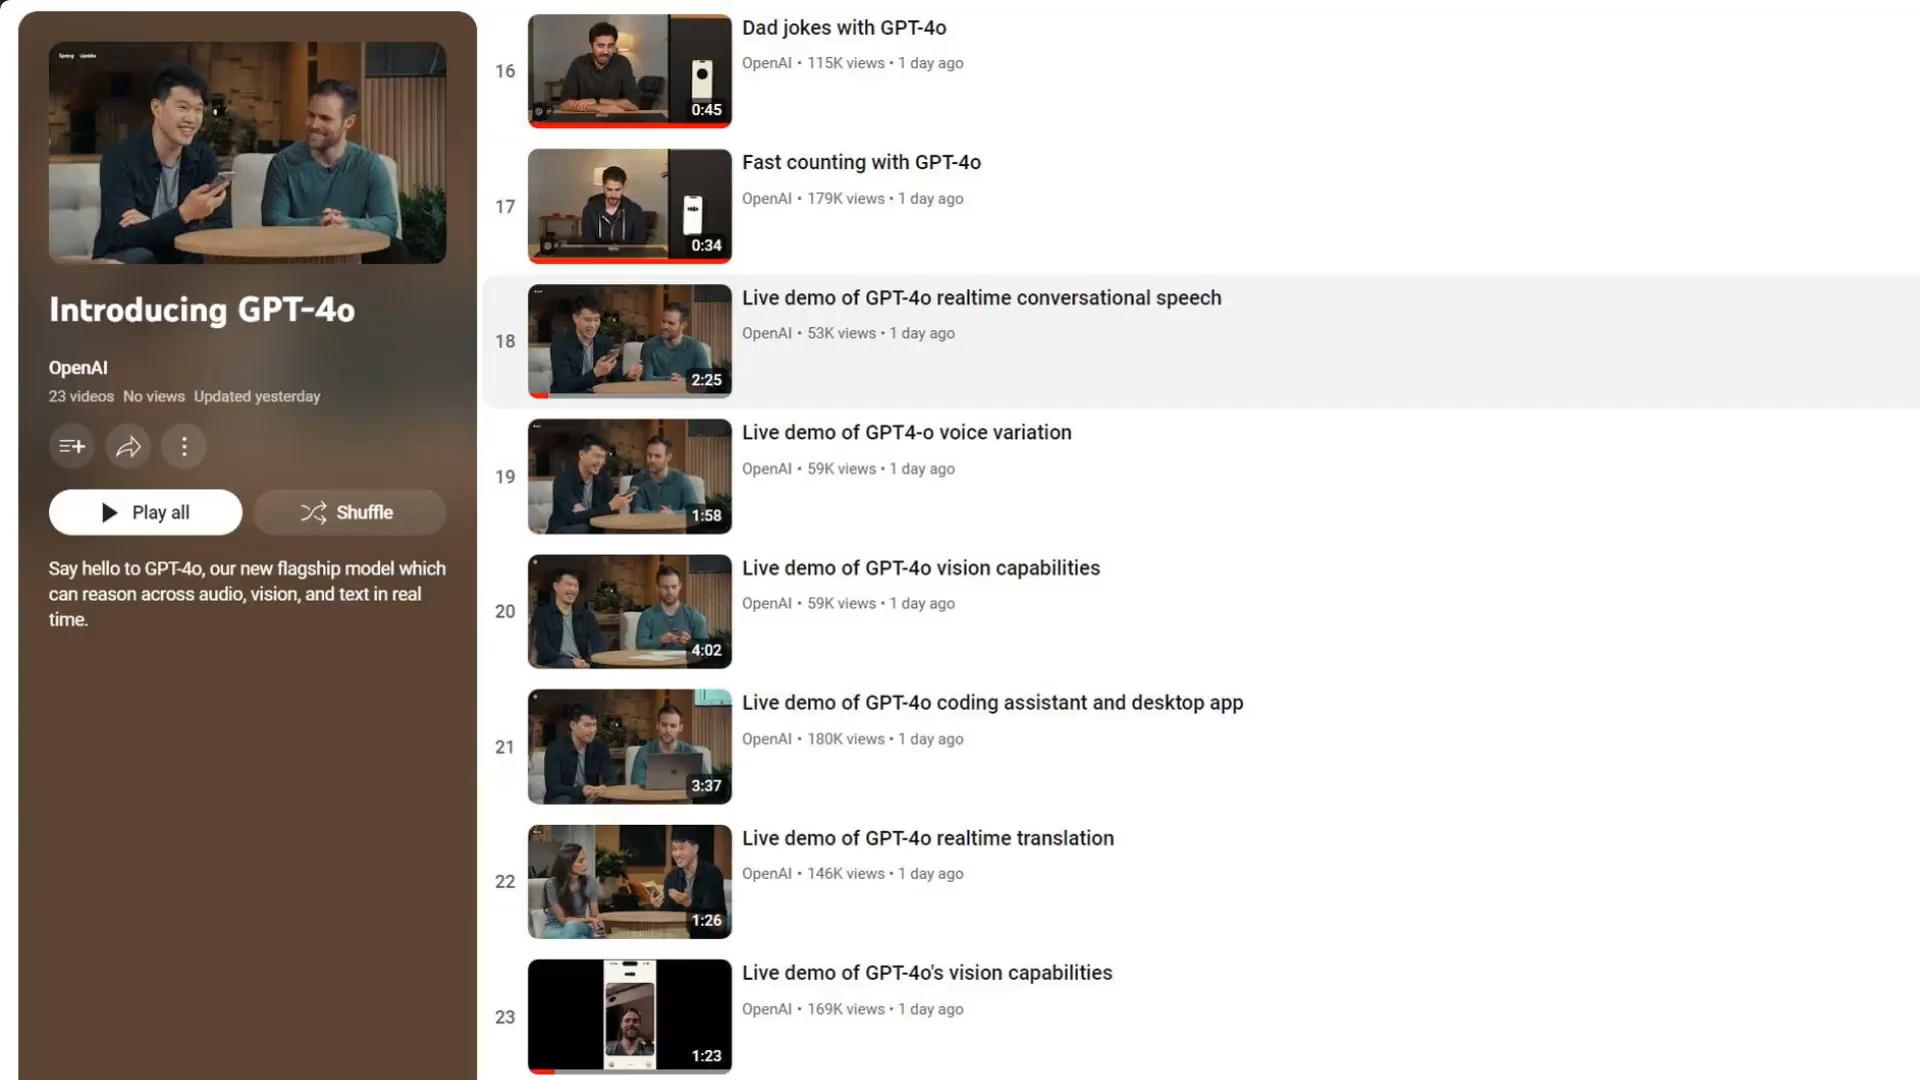 Spring Update
Introducing GPT-4o
OpenAI
23 videos No views Updated yesterday
Play all
Shuffle
Say hello to GPT-4o, our new flagship model which
can reason across audio, vision, and text in real
time.
16
0:45
Dad jokes with GPT-4o
OpenAI • 115K views • 1 day ago
17
0:34
Fast counting with GPT-4o
OpenAI • 179K views • 1 day ago
18
2:25
Live demo of GPT-4o realtime conversational speech
OpenAI • 53K views • 1 day ago
19
1:58
Live demo of GPT4-o voice variation
OpenAI • 59K views • 1 day ago
20
4:02
Live demo of GPT-4o vision capabilities
OpenAI • 59K views • 1 day ago
21
3:37
Live demo of GPT-4o coding assistant and desktop app
OpenAI • 180K views • 1 day ago
22
1:26
Live demo of GPT-4o realtime translation
OpenAI • 146K views • 1 day ago
23
1:23
Live demo of GPT-4o's vision capabilities
OpenAI • 169K views • 1 day ago